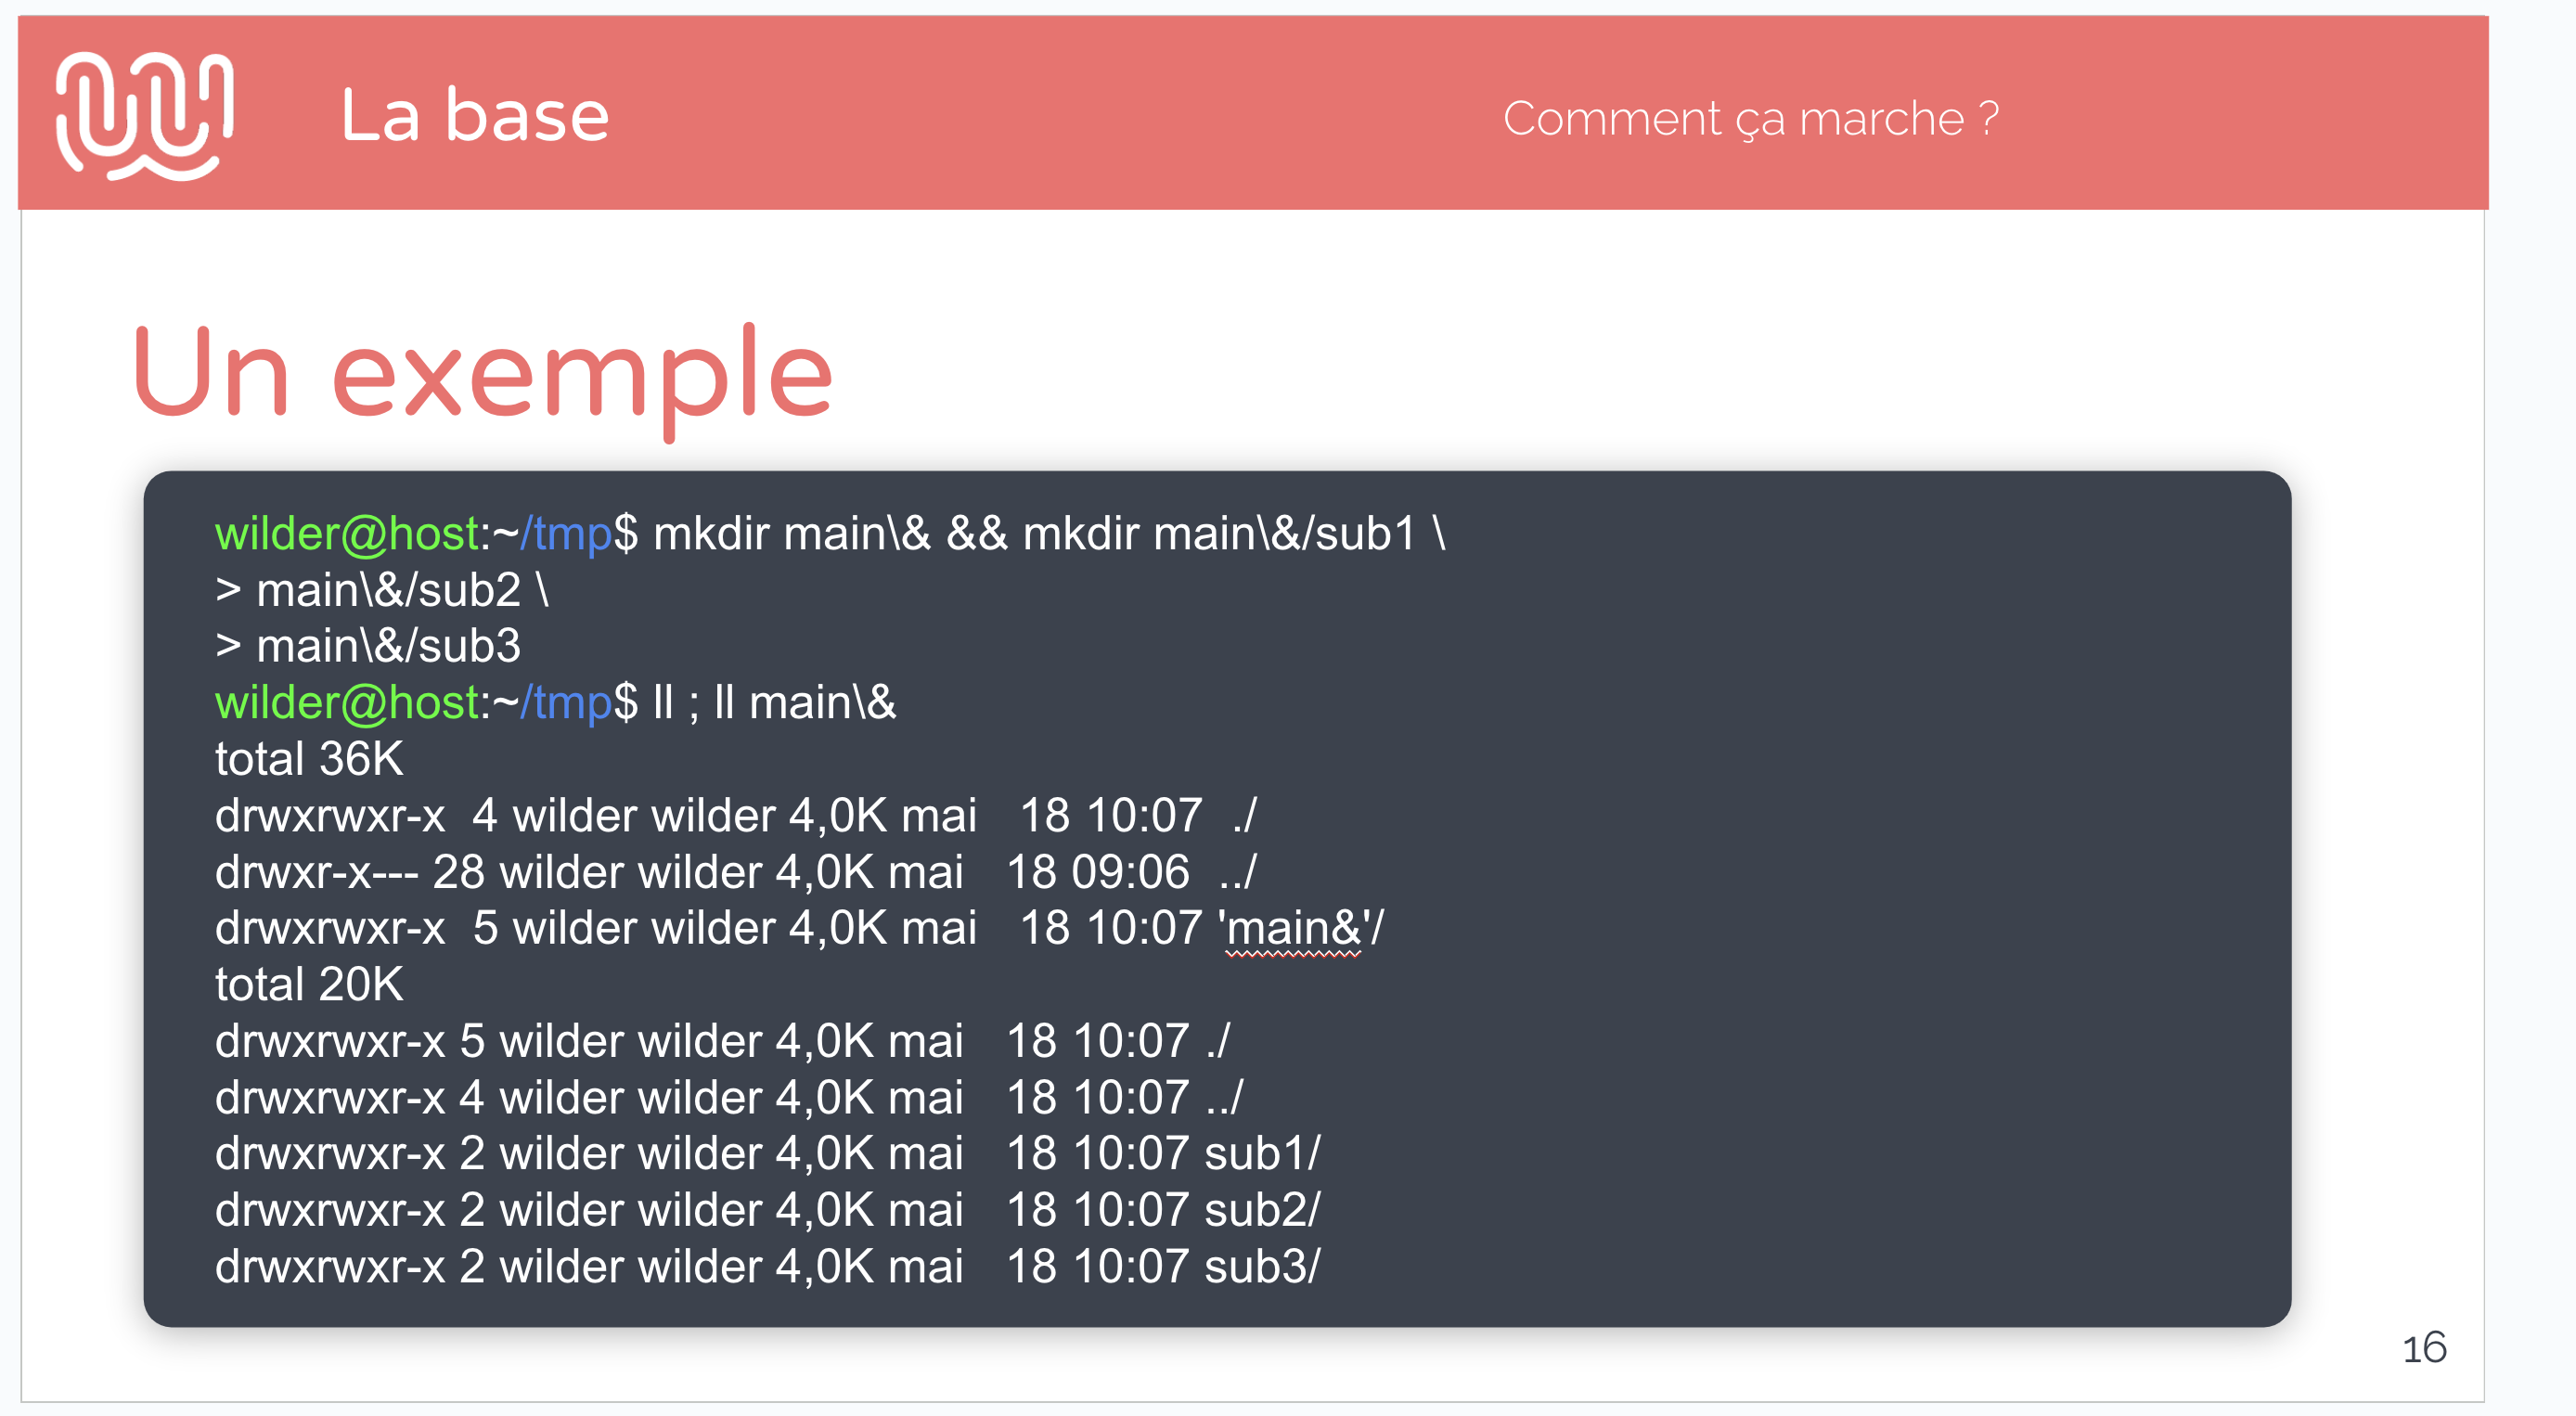 La base
Comment ça marche ?
Un exemple
wilder@host:~/tmp$ mkdir main\& && mkdir main\&/sub1 \
> main\&/sub2 \
> main\&/sub3
wilder@host:~/tmp$ ll ; ll main\&
total 36K
drwxrwxr-x  4 wilder wilder 4,0K mai   18 10:07  ./
drwxr-x--- 28 wilder wilder 4,0K mai   18 09:06  ../
drwxrwxr-x  5 wilder wilder 4,0K mai   18 10:07 'main&'/
total 20K
drwxrwxr-x 5 wilder wilder 4,0K mai   18 10:07 ./
drwxrwxr-x 4 wilder wilder 4,0K mai   18 10:07 ../
drwxrwxr-x 2 wilder wilder 4,0K mai   18 10:07 sub1/
drwxrwxr-x 2 wilder wilder 4,0K mai   18 10:07 sub2/
drwxrwxr-x 2 wilder wilder 4,0K mai   18 10:07 sub3/
16